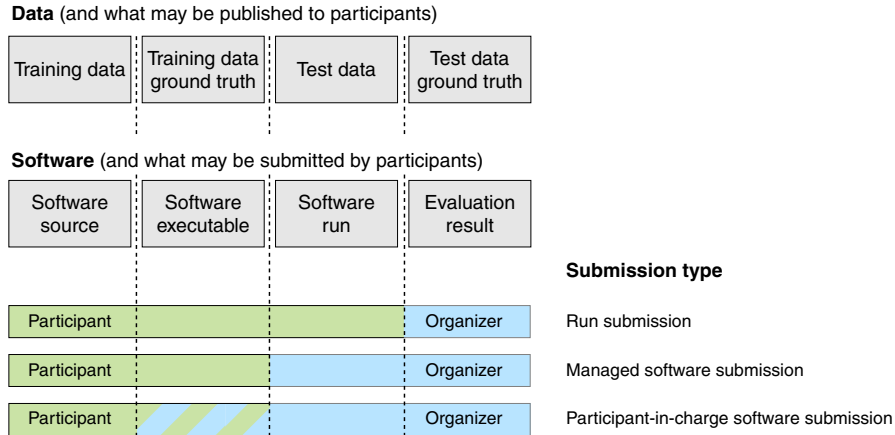 Data (and what may be published to participants)
Training data
Training data
ground truth
Test data
Test data
ground truth
Software (and what may be submitted by participants)
Software
source
Software
executable
Software
run
Evaluation
result
Submission type
Participant Organizer Run submission
Participant Organizer Managed software submission
Participant Organizer Participant-in-charge software submission